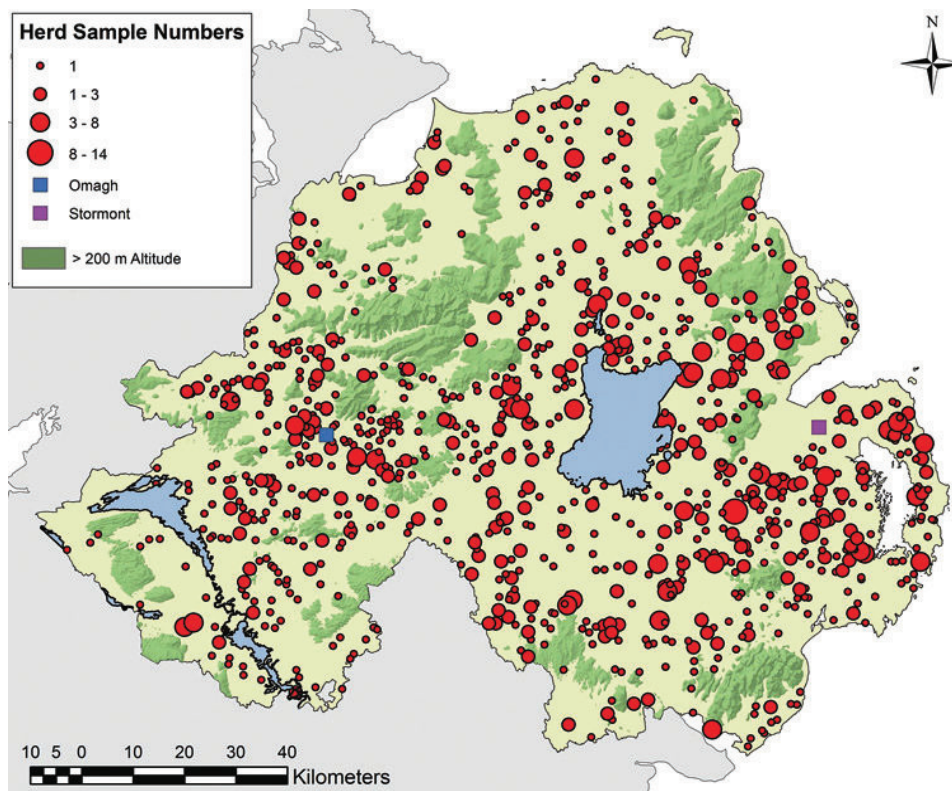 Herd Sample Numbers
1
1 - 3
3 - 8
8 - 14
Omagh
Stormont
> 200 m Altitude
N
10 5 0 10 20 30 40
Kilometers